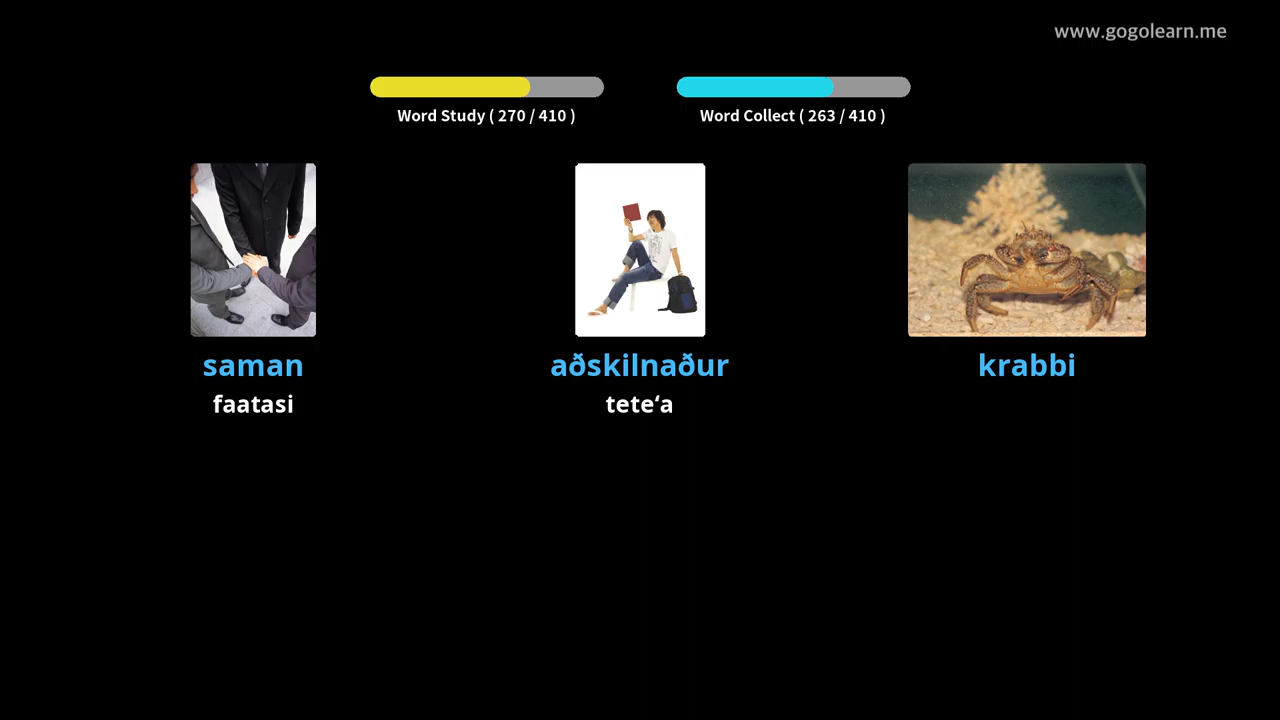 www.gogolearn.me
Word Study ( 270 / 410 )
Word Collect ( 263 / 410 )
saman
faatasi
aðskilnaður
tete‘a
krabbi